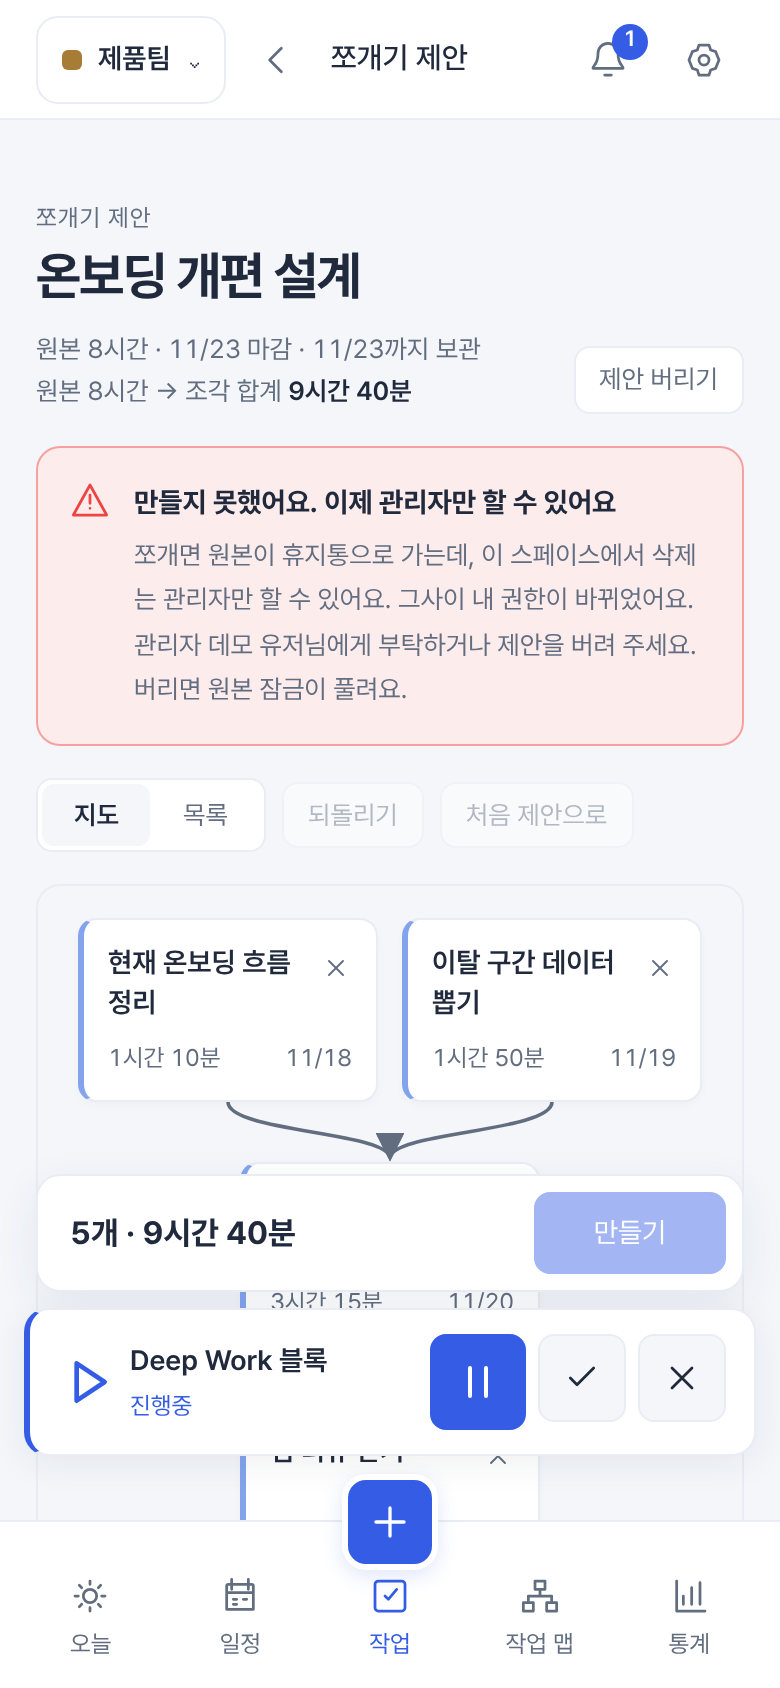 제품팀
쪼개기 제안
1
쪼개기 제안
온보딩 개편 설계
원본 8시간 · 11/23 마감 · 11/23까지 보관
원본 8시간 → 조각 합계 9시간 40분
제안 버리기
만들지 못했어요. 이제 관리자만 할 수 있어요
쪼개면 원본이 휴지통으로 가는데, 이 스페이스에서 삭제
는 관리자만 할 수 있어요. 그사이 내 권한이 바뀌었어요.
관리자 데모 유저님에게 부탁하거나 제안을 버려 주세요.
버리면 원본 잠금이 풀려요.
지도
목록
되돌리기
처음 제안으로
현재 온보딩 흐름
정리
1시간 10분
11/18
이탈 구간 데이터
뽑기
1시간 50분
11/19
5개 · 9시간 40분
만들기
3시간 15분
11/20
Deep Work 블록
진행중
오늘
일정
작업
작업 맵
통계